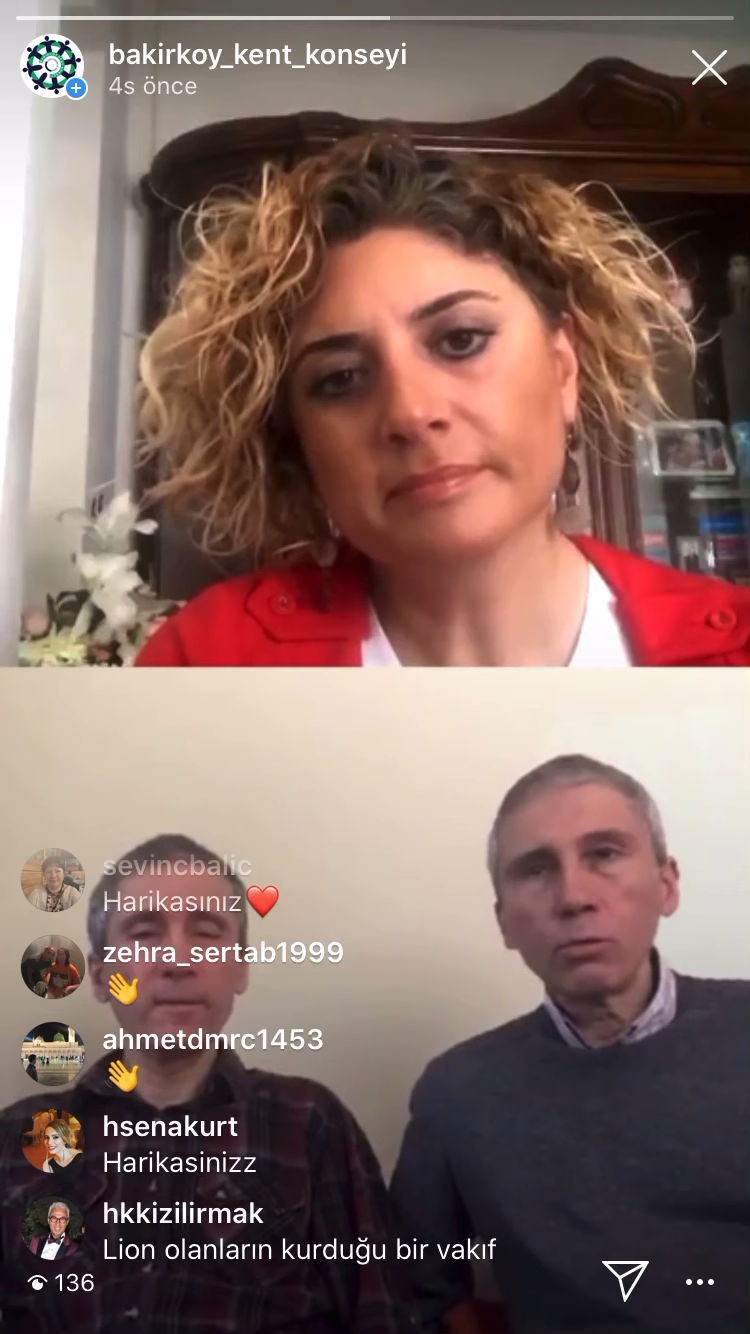 bakirkoy_kent_konseyi
4s önce
sevincbalic
Harikasınız❤️
zehra_sertab1999
👋
ahmetdmrc1453
👋
hsenakurt
Harikasinizz
hkkizilirmak
Lion olanların kurduğu bir vakıf
136